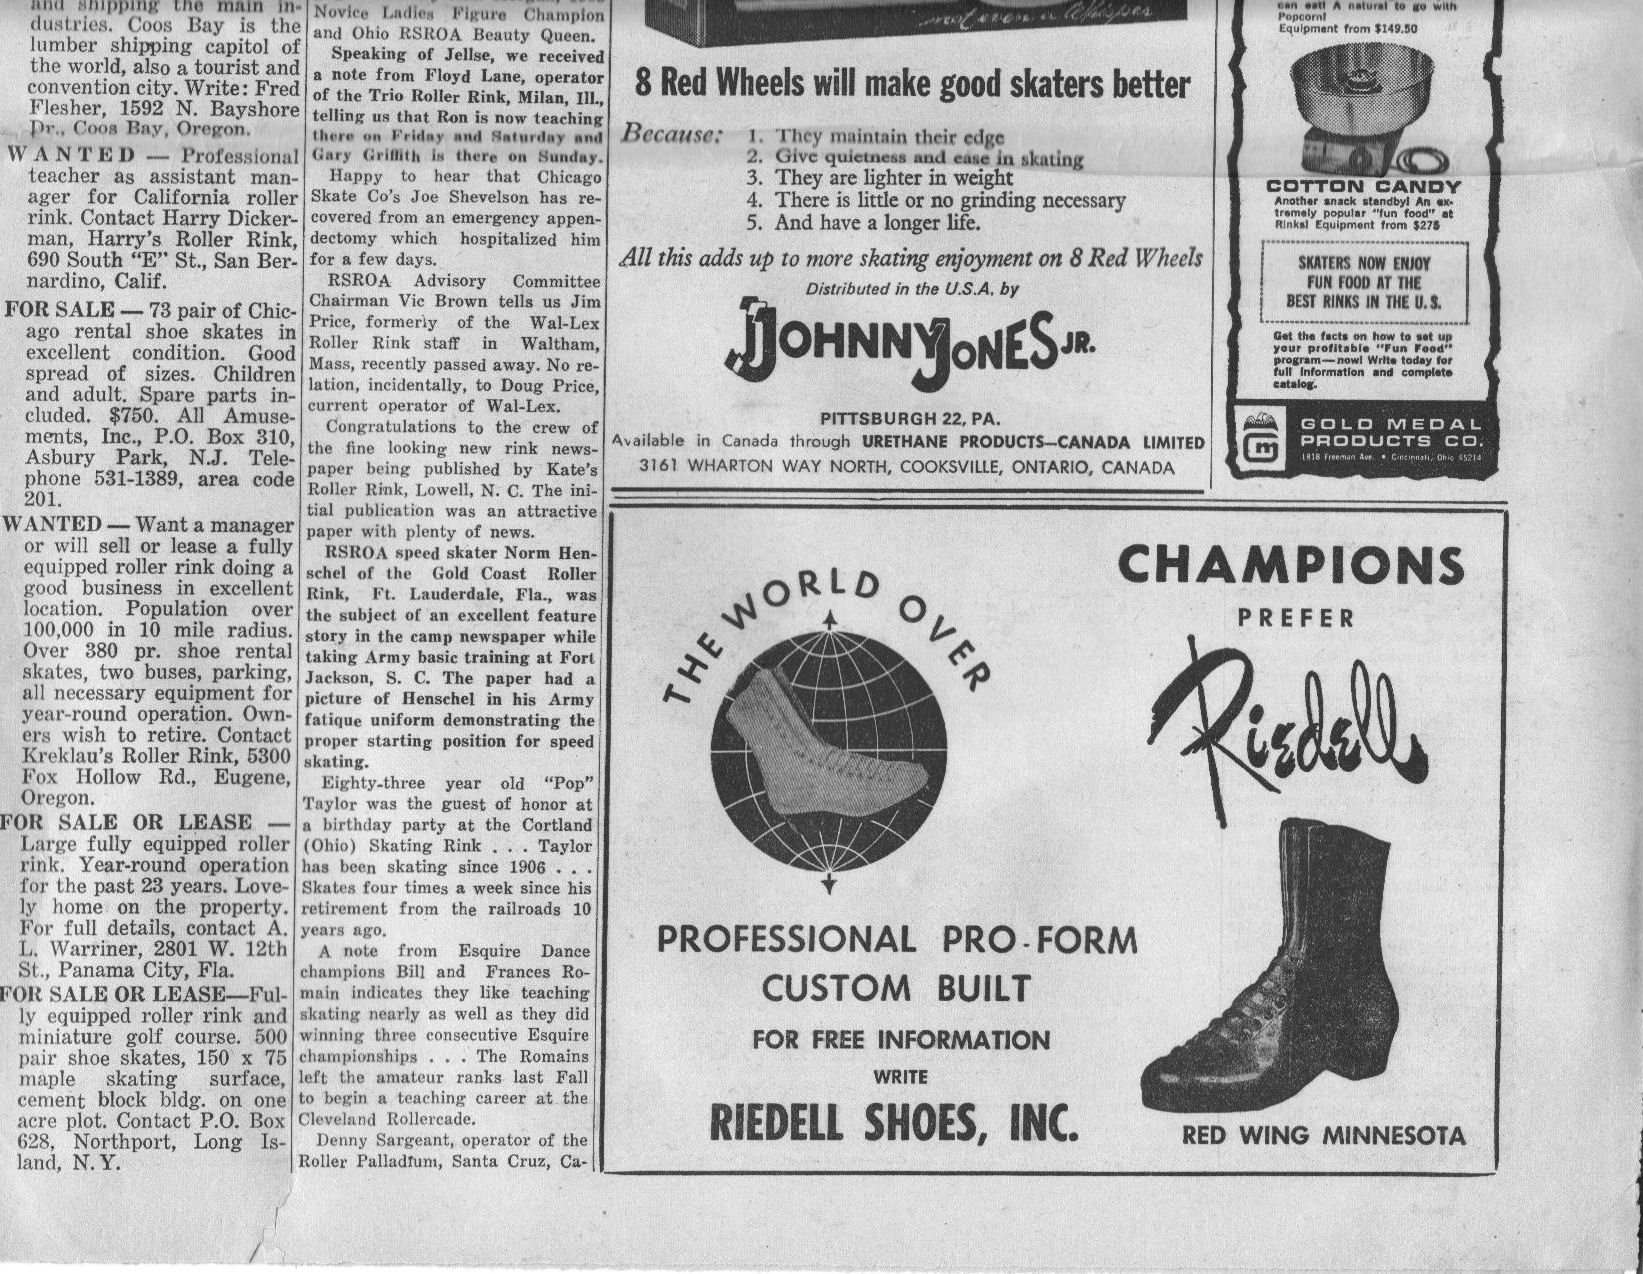 and shipping the main in-
dustries. Coos Bay is the
lumber shipping capitol of
the world, also a tourist and
convention city. Write: Fred
Flesher, 1592 N. Bayshore
Dr., Coos Bay, Oregon.
WANTED — Professional
teacher as assistant man-
ager for California roller
rink. Contact Harry Dicker-
man, Harry's Roller Rink,
690 South "E" St., San Ber-
nardino, Calif.
FOR SALE — 73 pair of Chic-
ago rental shoe skates in
excellent condition. Good
spread of sizes. Children
and adult. Spare parts in-
cluded. $750. All Amuse-
ments, Inc., P.O. Box 310,
Asbury Park, N.J. Tele-
phone 531-1389, area code
201.
WANTED — Want a manager
or will sell or lease a fully
equipped roller rink doing a
good business in excellent
location. Population over
100,000 in 10 mile radius.
Over 380 pr. shoe rental
skates, two buses, parking,
all necessary equipment for
year-round operation. Own-
ers wish to retire. Contact
Kreklau's Roller Rink, 5300
Fox Hollow Rd., Eugene,
Oregon.
FOR SALE OR LEASE —
Large fully equipped roller
rink. Year-round operation
for the past 23 years. Love-
ly home on the property.
For full details, contact A.
L. Warriner, 2801 W. 12th
St., Panama City, Fla.
FOR SALE OR LEASE—Ful-
ly equipped roller rink and
miniature golf course. 500
pair shoe skates, 150 x 75
maple skating surface,
cement block bldg. on one
acre plot. Contact P.O. Box
628, Northport, Long Is-
land, N.Y.
Novice Ladies Figure Champion
and Ohio RSROA Beauty Queen.
Speaking of Jellse, we received
a note from Floyd Lane, operator
of the Trio Roller Rink, Milan, Ill.,
telling us that Ron is now teaching
there on Friday and Saturday and
Gary Griffith is there on Sunday.
Happy to hear that Chicago
Skate Co's Joe Shevelson has re-
covered from an emergency appen-
dectomy which hospitalized him
for a few days.
RSROA Advisory Committee
Chairman Vic Brown tells us Jim
Price, formerly of the Wal-Lex
Roller Rink staff in Waltham,
Mass, recently passed away. No re-
lation, incidentally, to Doug Price,
current operator of Wal-Lex.
Congratulations to the crew of
the fine looking new rink news-
paper being published by Kate's
Roller Rink, Lowell, N. C. The ini-
tial publication was an attractive
paper with plenty of news.
RSROA speed skater Norm Hen-
schel of the Gold Coast Roller
Rink, Ft. Lauderdale, Fla., was
the subject of an excellent feature
story in the camp newspaper while
taking Army basic training at Fort
Jackson, S. C. The paper had a
picture of Henschel in his Army
fatique uniform demonstrating the
proper starting position for speed
skating.
Eighty-three year old "Pop"
Taylor was the guest of honor at
a birthday party at the Cortland
(Ohio) Skating Rink . . . Taylor
has been skating since 1906 . . .
Skates four times a week since his
retirement from the railroads 10
years ago.
A note from Esquire Dance
champions Bill and Frances Ro-
main indicates they like teaching
skating nearly as well as they did
winning three consecutive Esquire
championships . . . The Romains
left the amateur ranks last Fall
to begin a teaching career at the
Cleveland Rollercade.
Denny Sargeant, operator of the
Roller Palladium, Santa Cruz, Ca-
not even a Whisper
8 Red Wheels will make good skaters better
Because: 1. They maintain their edge
2. Give quietness and ease in skating
3. They are lighter in weight
4. There is little or no grinding necessary
5. And have a longer life.
All this adds up to more skating enjoyment on 8 Red Wheels
Distributed in the U.S.A. by
JOHNNY JONES JR.
PITTSBURGH 22, PA.
Available in Canada through URETHANE PRODUCTS—CANADA LIMITED
3161 WHARTON WAY NORTH, COOKSVILLE, ONTARIO, CANADA
can eat! A natural to go with
Popcorn!
Equipment from $149.50
COTTON CANDY
Another snack standby! An ex-
tremely popular "fun food" at
Rinks! Equipment from $275
SKATERS NOW ENJOY
FUN FOOD AT THE
BEST RINKS IN THE U.S.
Get the facts on how to set up
your profitable "Fun Food"
program—now! Write today for
full information and complete
catalog.
GOLD MEDAL
PRODUCTS CO.
1818 Freeman Ave. • Cincinnati, Ohio 45214
THE WORLD OVER
CHAMPIONS
PREFER
Riedell
PROFESSIONAL PRO-FORM
CUSTOM BUILT
FOR FREE INFORMATION
WRITE
RIEDELL SHOES, INC.
RED WING MINNESOTA